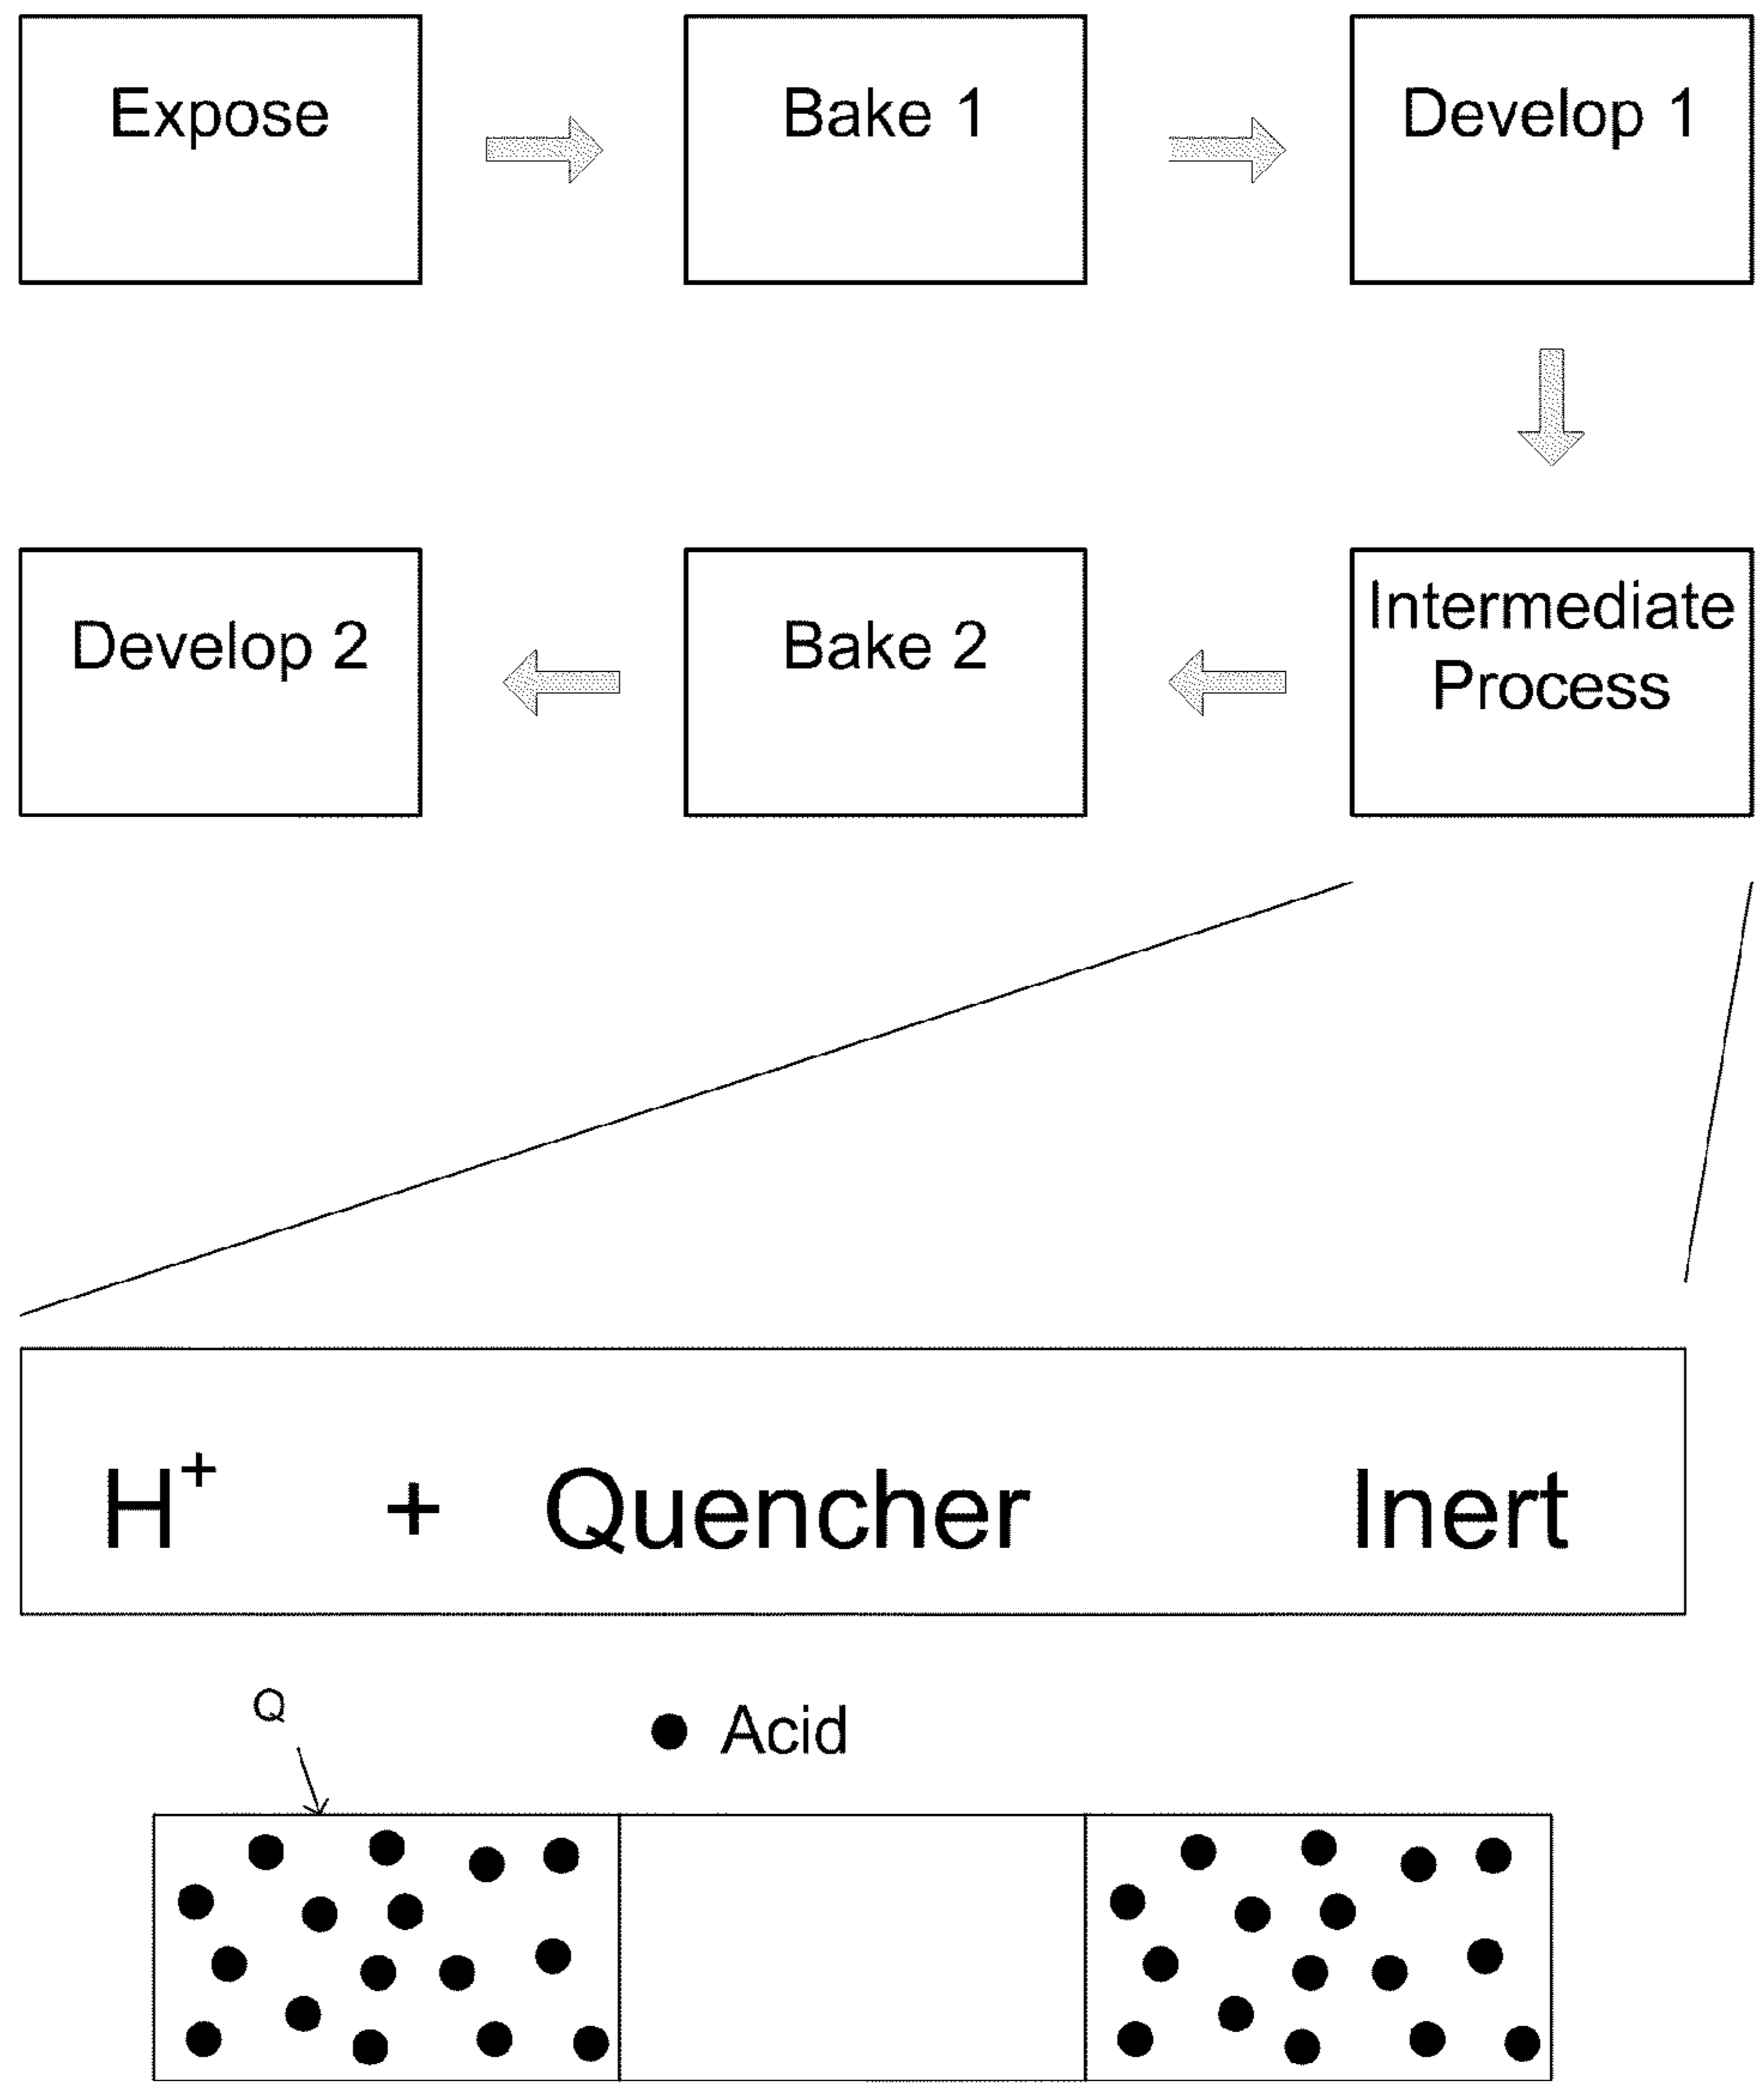 Expose
Bake 1
Develop 1
Develop 2
Bake 2
Intermediate
Process
H+ + Quencher Inert
Q
Acid